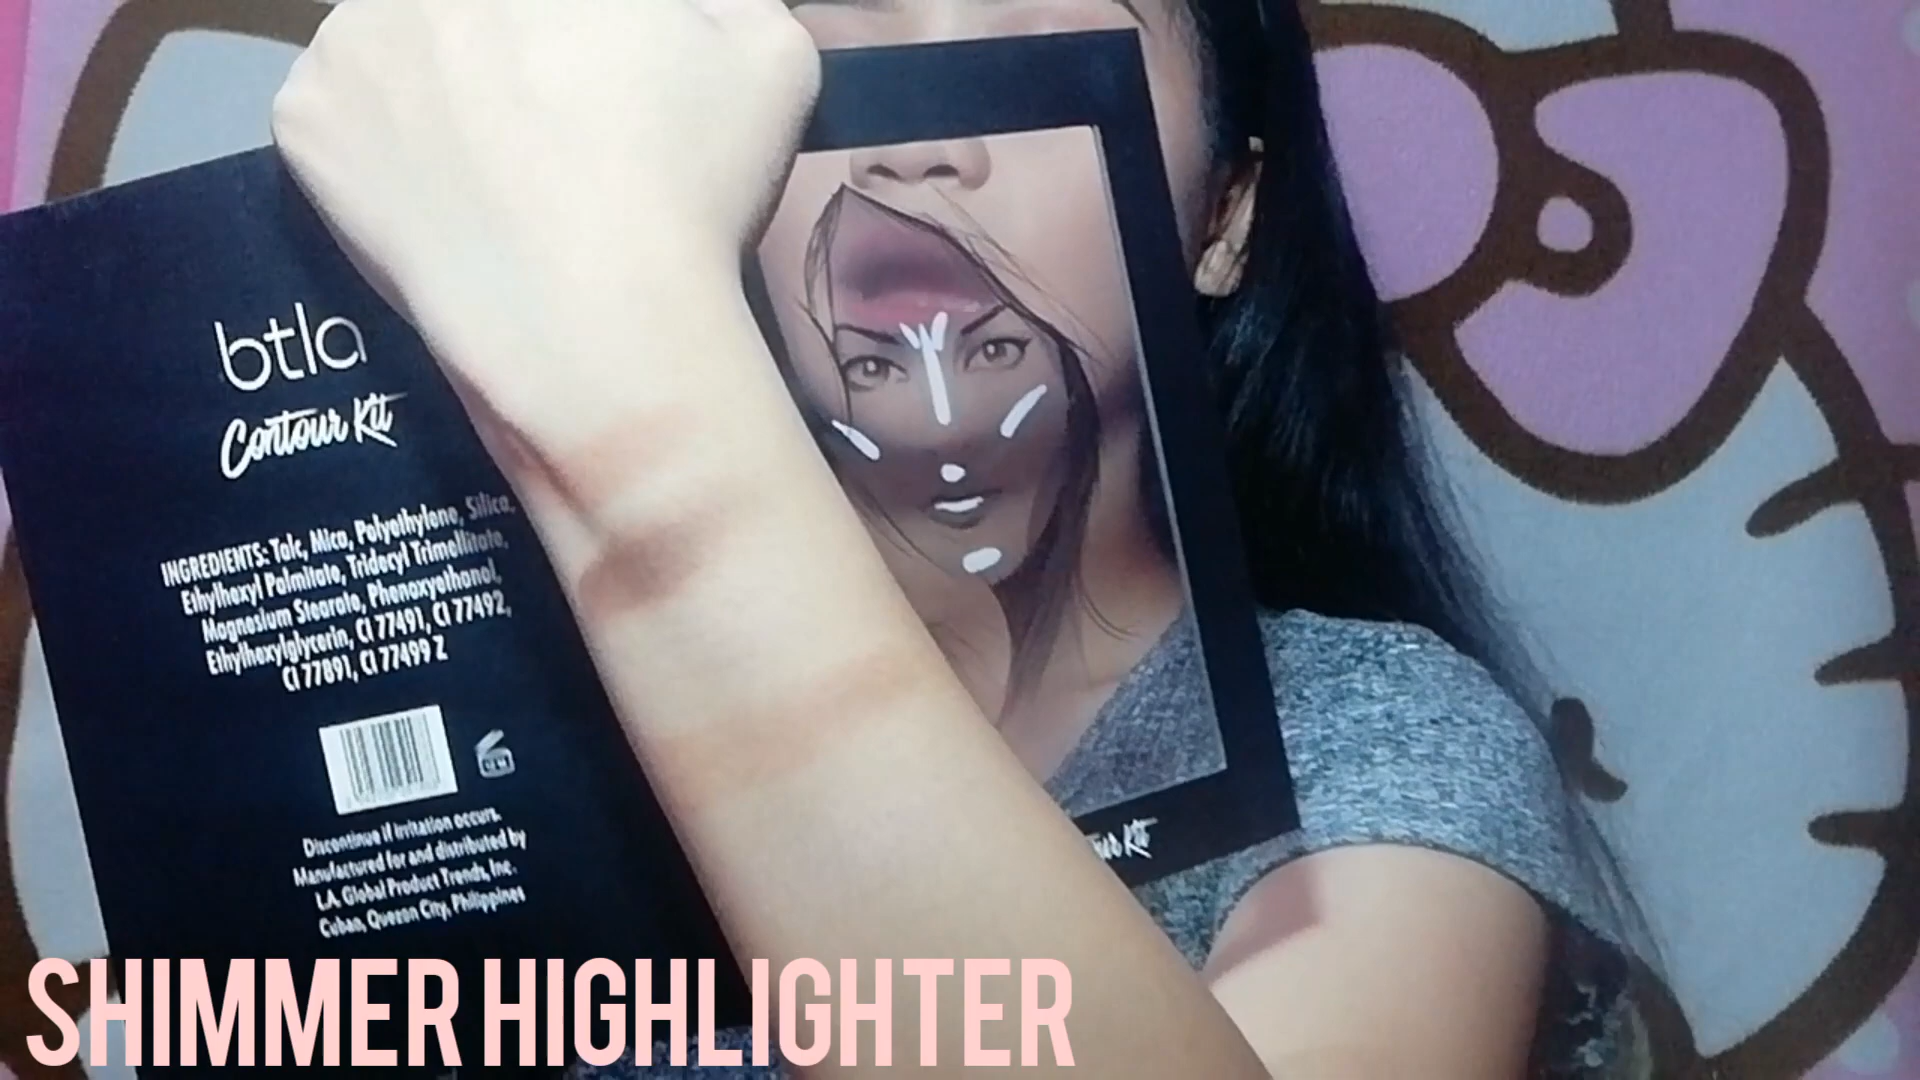 btla
Contour Kit
INGREDIENTS: Talc, Mica, Polyethylene, Silica,
Ethylhexyl Palmitate, Tridecyl Trimellitate,
Magnesium Stearate, Phenoxyethanol,
Ethylhexylglycerin, CI 77491, CI 77492,
CI 77891, CI 77499 Z
Discontinue if irritation occurs.
Manufactured for and distributed by
L.A. Global Product Trends, Inc.
Cubao, Quezon City, Philippines
Kit
SHIMMER HIGHLIGHTER